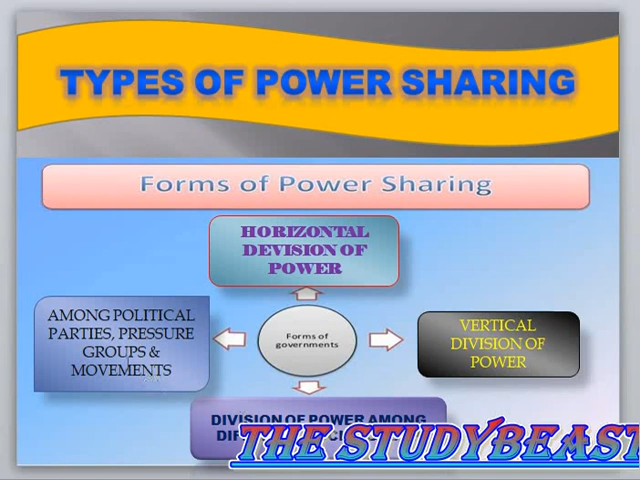 TYPES OF POWER SHARING
Forms of Power Sharing
HORIZONTAL
DEVISION OF
POWER
AMONG POLITICAL
PARTIES, PRESSURE
GROUPS &
MOVEMENTS
Forms of
governments
VERTICAL
DIVISION OF
POWER
DIVISION OF POWER AMONG
THE STUDYBEAST